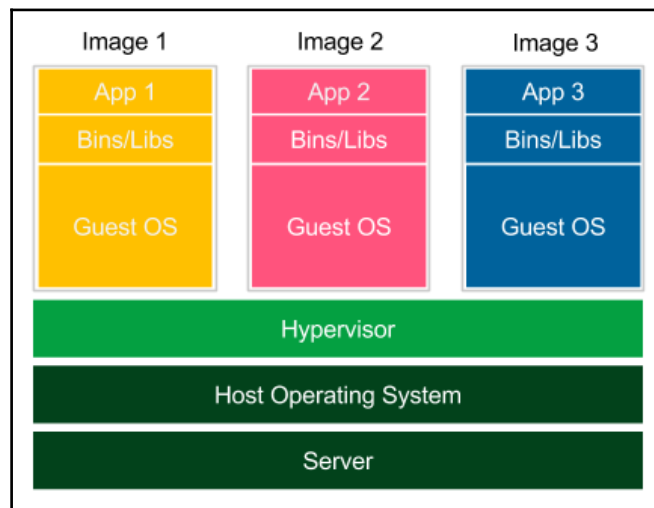 Image 1 Image 2 Image 3
App 1 App 2 App 3
Bins/Libs Bins/Libs Bins/Libs
Guest OS Guest OS Guest OS
Hypervisor
Host Operating System
Server